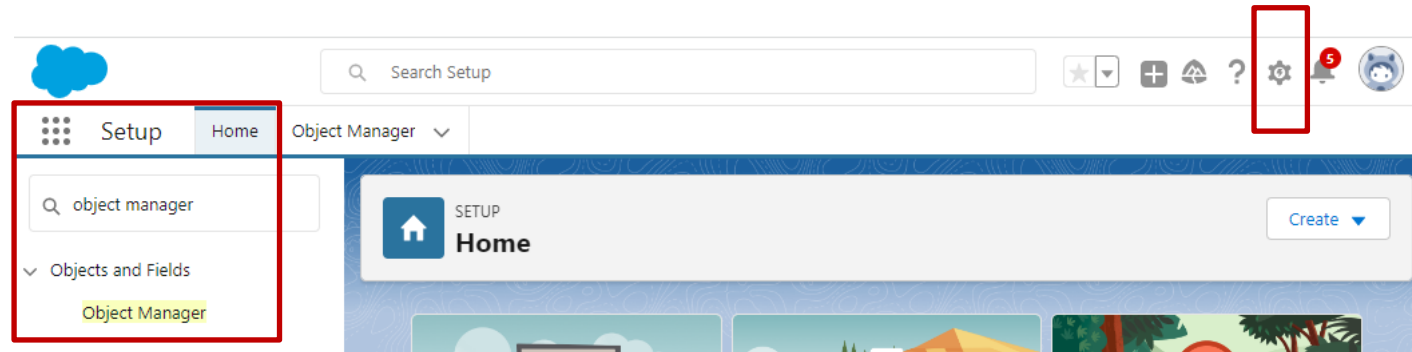 Search Setup
5
Setup Home Object Manager
object manager
SETUP
Home
Create
Objects and Fields
Object Manager